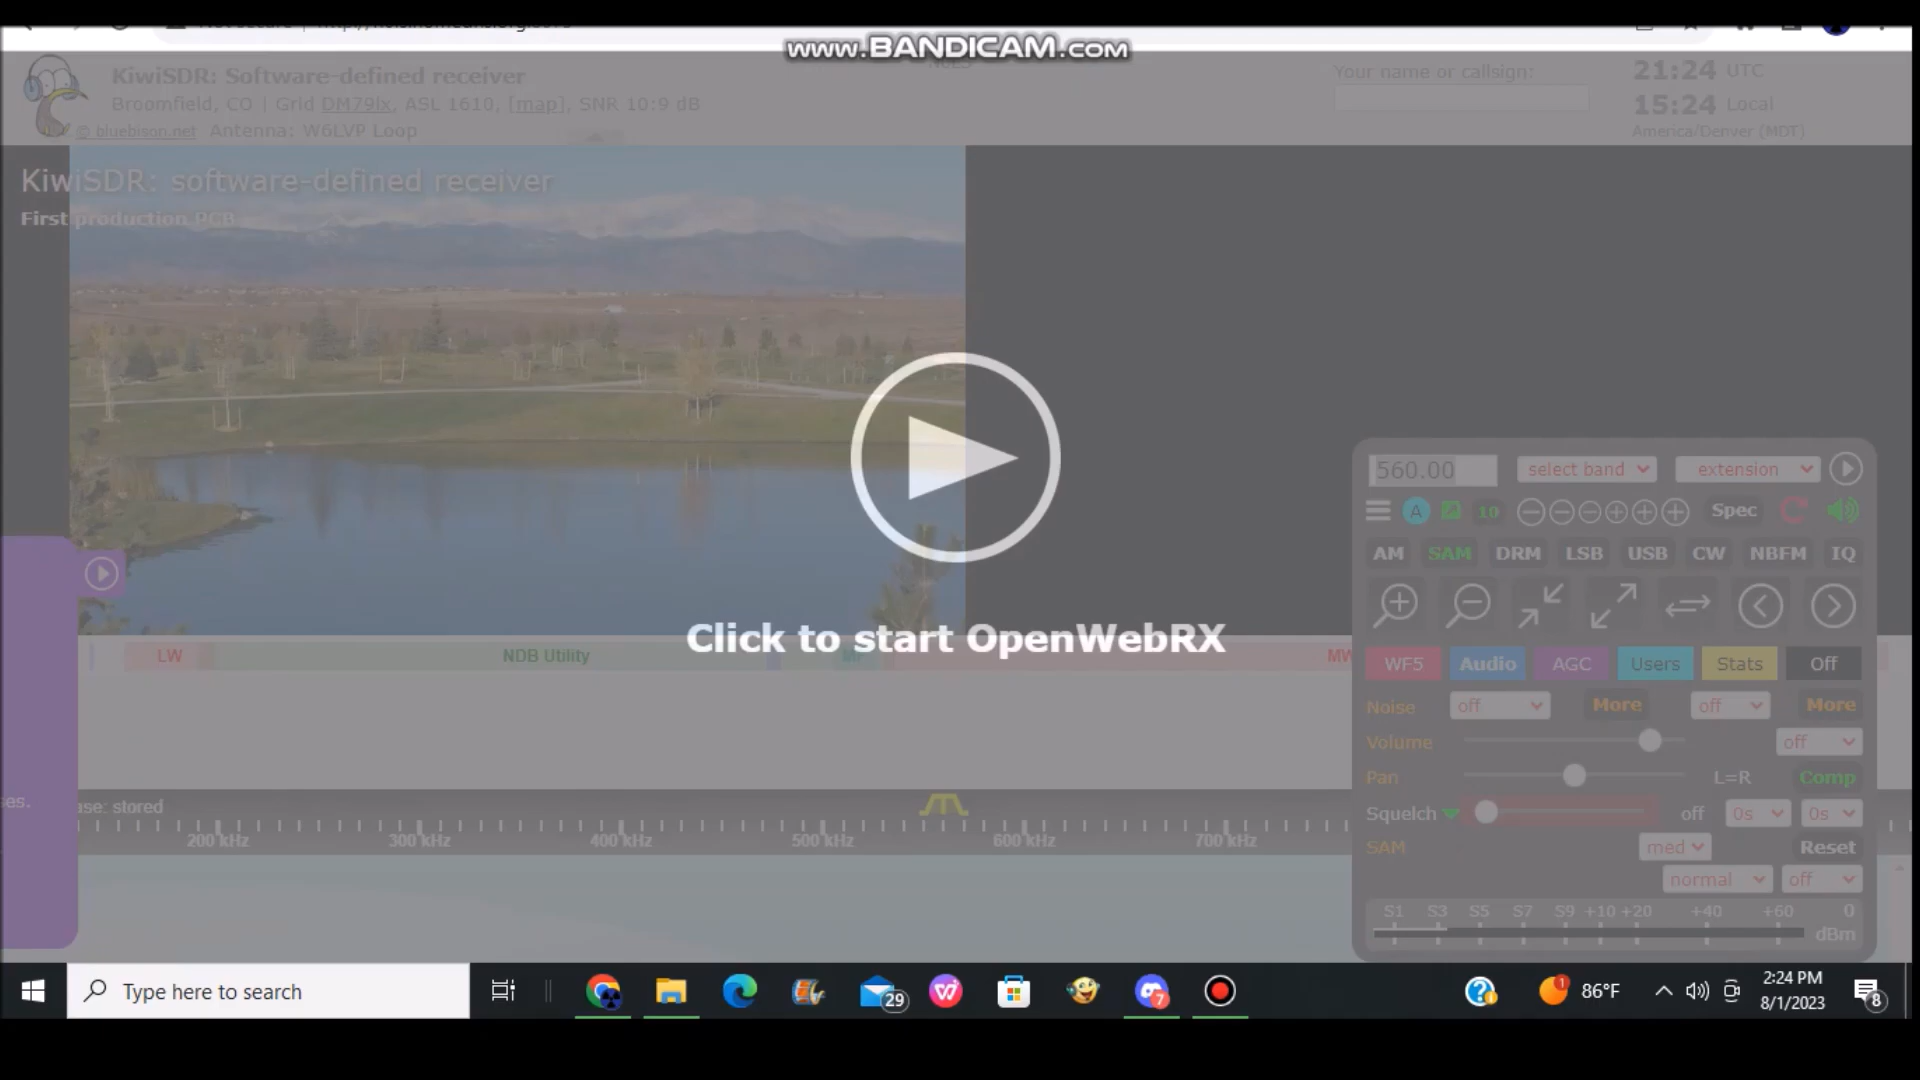 www.BANDICAM.com
KiwiSDR: Software-defined receiver
Broomfield, CO | Grid DM79lx, ASL 1610, [map], SNR 10:9 dB
© bluebison.net Antenna: W6LVP Loop
Your name or callsign:
21:24 UTC
15:24 Local
America/Denver (MDT)
KiwiSDR: software-defined receiver
First production PCB
Click to start OpenWebRX
560.00 select band extension
A 10 Spec
AM SAM DRM LSB USB CW NBFM IQ
LW NDB Utility
WF5 Audio AGC Users Stats Off
Noise off More off More
Volume off
Pan L=R Comp
Squelch off 0s 0s
SAM med Reset
normal off
S1 S3 S5 S7 S9 +10 +20 +40 +60 0
dBm
es.
ase: stored
200 kHz 300 kHz 400 kHz 500 kHz 600 kHz 700 kHz
Type here to search
29
7
1
86°F
2:24 PM
8/1/2023
8